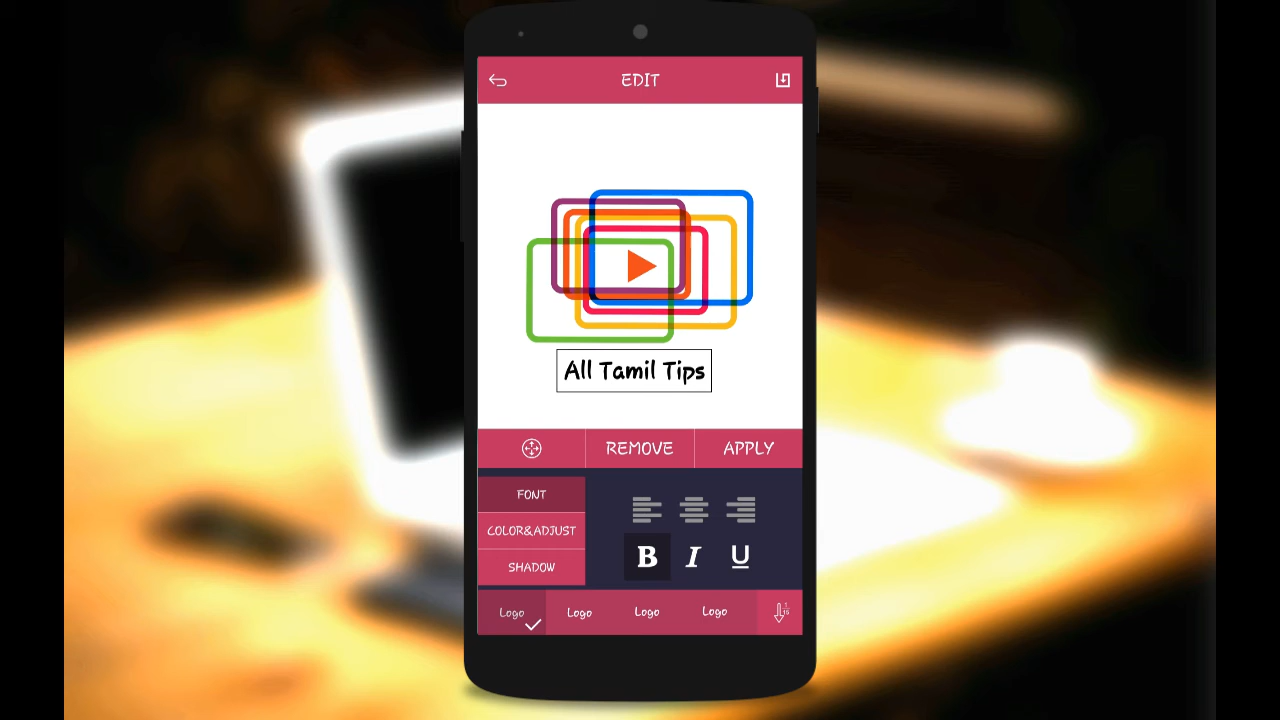 EDIT
All Tamil Tips
REMOVE APPLY
FONT
COLOR&ADJUST
SHADOW
B I U
Logo Logo Logo Logo